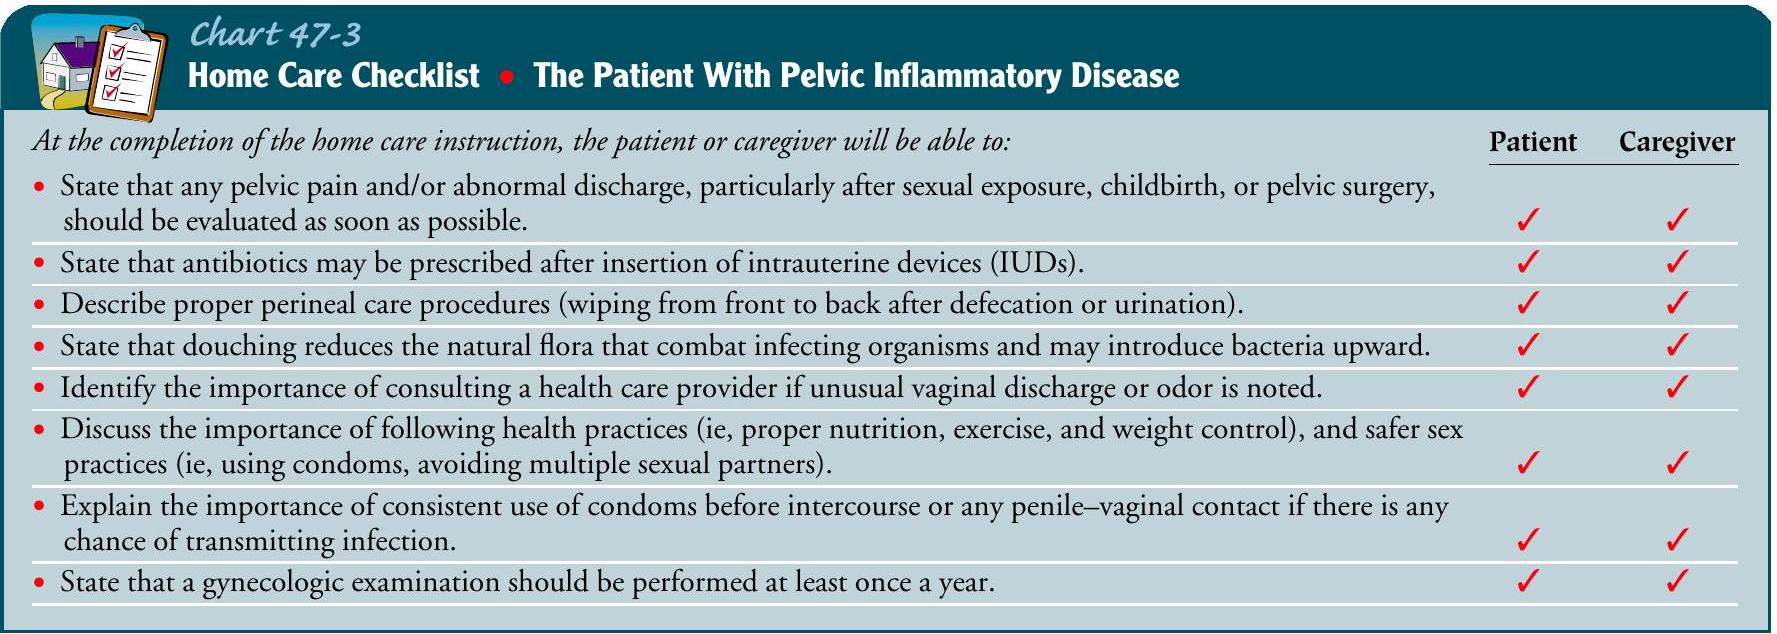 Chart 47-3
Home Care Checklist • The Patient With Pelvic Inflammatory Disease
At the completion of the home care instruction, the patient or caregiver will be able to: Patient Caregiver
• State that any pelvic pain and/or abnormal discharge, particularly after sexual exposure, childbirth, or pelvic surgery,
should be evaluated as soon as possible. ✓ ✓
• State that antibiotics may be prescribed after insertion of intrauterine devices (IUDs). ✓ ✓
• Describe proper perineal care procedures (wiping from front to back after defecation or urination). ✓ ✓
• State that douching reduces the natural flora that combat infecting organisms and may introduce bacteria upward. ✓ ✓
• Identify the importance of consulting a health care provider if unusual vaginal discharge or odor is noted. ✓ ✓
• Discuss the importance of following health practices (ie, proper nutrition, exercise, and weight control), and safer sex
practices (ie, using condoms, avoiding multiple sexual partners). ✓ ✓
• Explain the importance of consistent use of condoms before intercourse or any penile–vaginal contact if there is any
chance of transmitting infection. ✓ ✓
• State that a gynecologic examination should be performed at least once a year. ✓ ✓